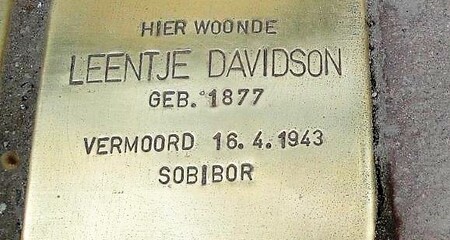 HIER WOONDE
LEENTJE DAVIDSON
GEB. 1877
VERMOORD 16.4.1943
SOBIBOR